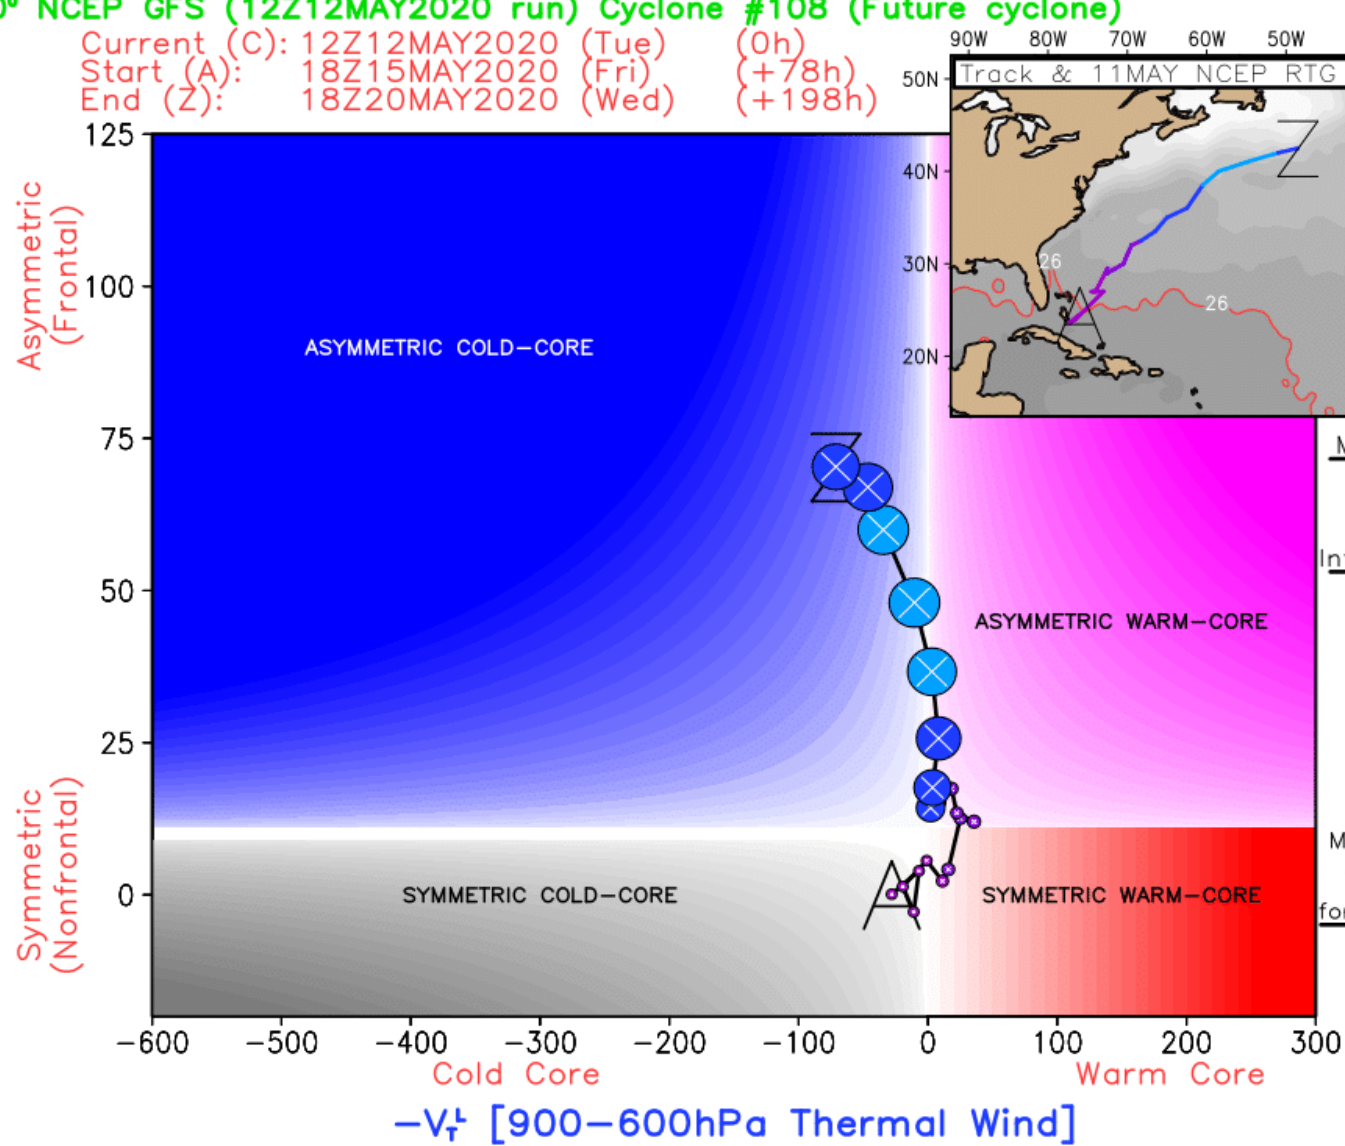 0° NCEP GFS (12Z12MAY2020 run) Cyclone #108 (Future cyclone)
Current (C): 12Z12MAY2020 (Tue) (0h)
Start (A): 18Z15MAY2020 (Fri) (+78h)
End (Z): 18Z20MAY2020 (Wed) (+198h)
90W 80W 70W 60W 50W
Track & 11MAY NCEP RTG
50N
40N
30N
20N
26
26
A
Z
125
100
75
50
25
0
Asymmetric
(Frontal)
Symmetric
(Nonfrontal)
ASYMMETRIC COLD−CORE
Z
ASYMMETRIC WARM−CORE
SYMMETRIC COLD−CORE
A
SYMMETRIC WARM−CORE
M
Int
M
for
−600 −500 −400 −300 −200 −100 0 100 200 300
Cold Core Warm Core
−V_T^L [900−600hPa Thermal Wind]